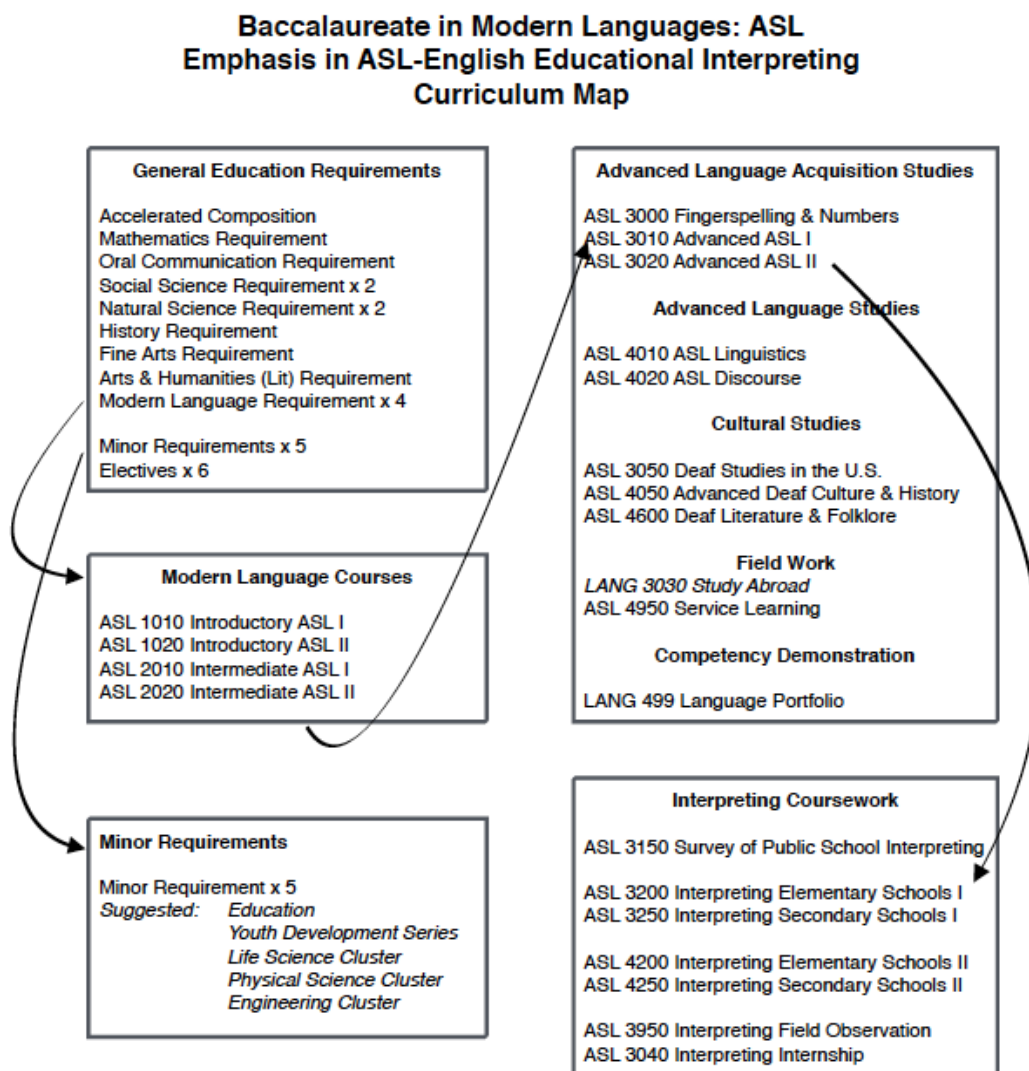 Baccalaureate in Modern Languages: ASL
Emphasis in ASL-English Educational Interpreting
Curriculum Map
General Education Requirements
Accelerated Composition
Mathematics Requirement
Oral Communication Requirement
Social Science Requirement x 2
Natural Science Requirement x 2
History Requirement
Fine Arts Requirement
Arts & Humanities (Lit) Requirement
Modern Language Requirement x 4
Minor Requirements x 5
Electives x 6
Modern Language Courses
ASL 1010 Introductory ASL I
ASL 1020 Introductory ASL II
ASL 2010 Intermediate ASL I
ASL 2020 Intermediate ASL II
Minor Requirements
Minor Requirement x 5
Suggested: Education
Youth Development Series
Life Science Cluster
Physical Science Cluster
Engineering Cluster
Advanced Language Acquisition Studies
ASL 3000 Fingerspelling & Numbers
ASL 3010 Advanced ASL I
ASL 3020 Advanced ASL II
Advanced Language Studies
ASL 4010 ASL Linguistics
ASL 4020 ASL Discourse
Cultural Studies
ASL 3050 Deaf Studies in the U.S.
ASL 4050 Advanced Deaf Culture & History
ASL 4600 Deaf Literature & Folklore
Field Work
LANG 3030 Study Abroad
ASL 4950 Service Learning
Competency Demonstration
LANG 499 Language Portfolio
Interpreting Coursework
ASL 3150 Survey of Public School Interpreting
ASL 3200 Interpreting Elementary Schools I
ASL 3250 Interpreting Secondary Schools I
ASL 4200 Interpreting Elementary Schools II
ASL 4250 Interpreting Secondary Schools II
ASL 3950 Interpreting Field Observation
ASL 3040 Interpreting Internship